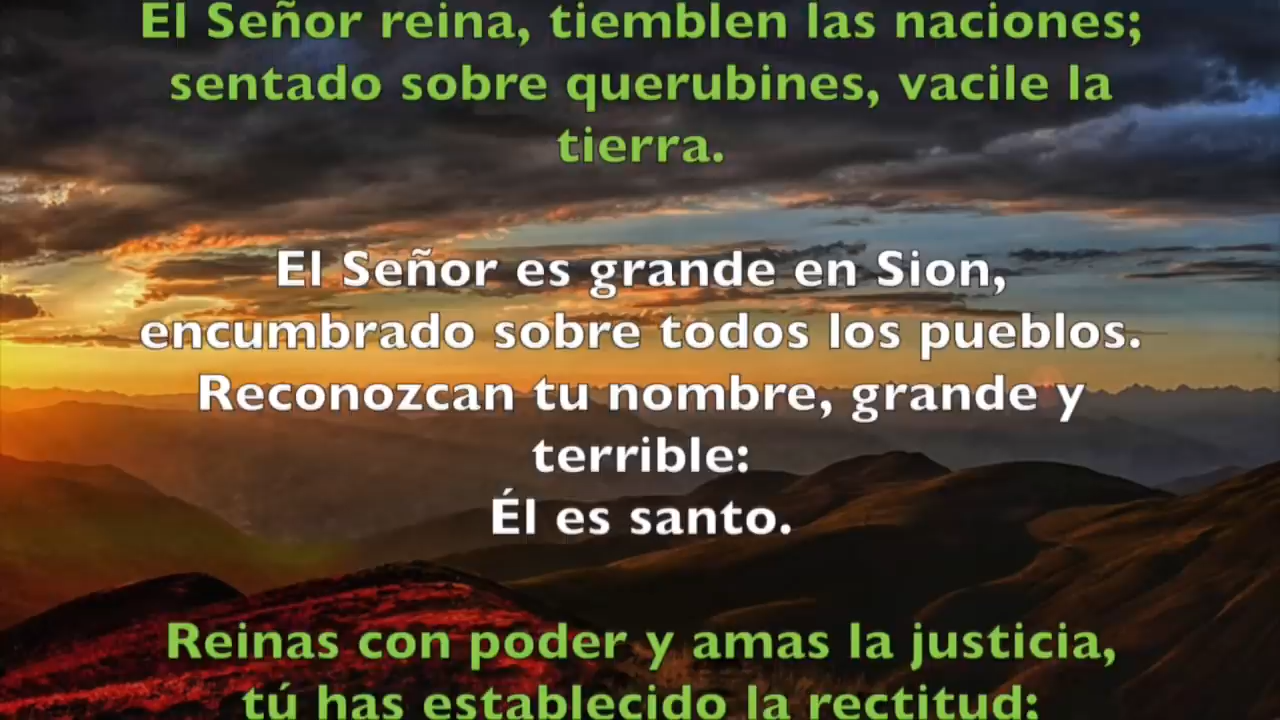 El Señor reina, tiemblen las naciones;
sentado sobre querubines, vacile la
tierra.
El Señor es grande en Sion,
encumbrado sobre todos los pueblos.
Reconozcan tu nombre, grande y
terrible:
Él es santo.
Reinas con poder y amas la justicia,
tú has establecido la rectitud;